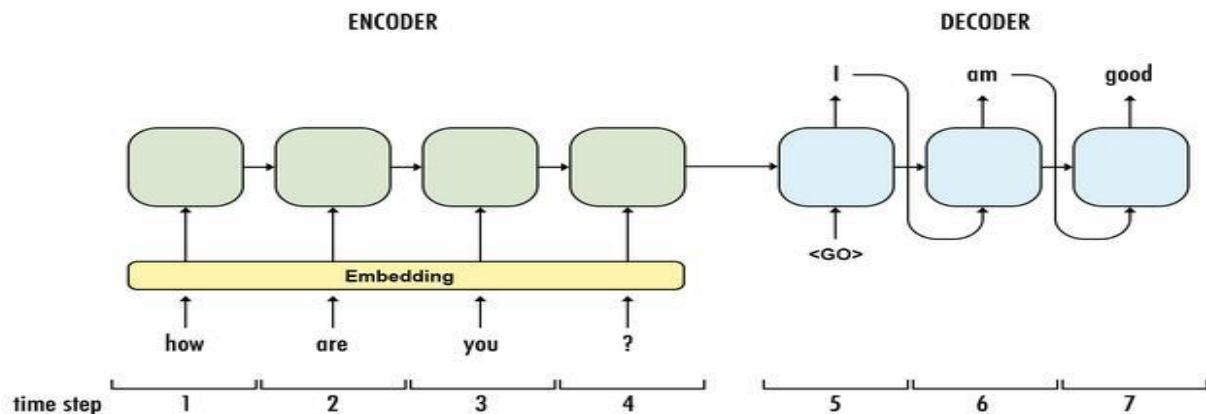 ENCODER DECODER
I am good
<GO>
Embedding
how are you ?
time step 1 2 3 4 5 6 7